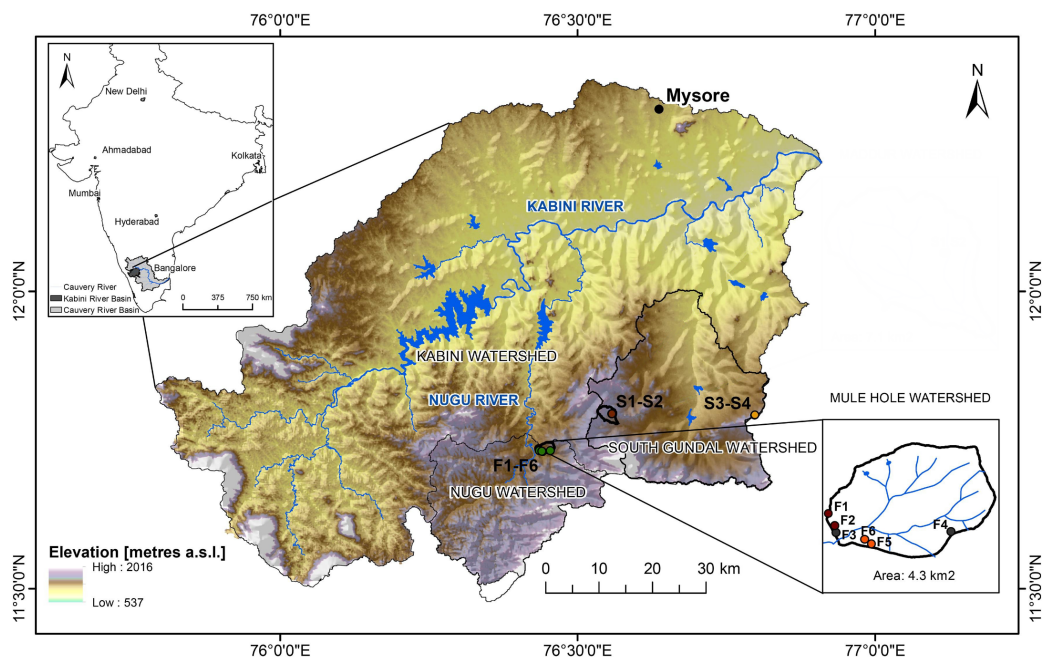 76°0'0"E
76°30'0"E
77°0'0"E
N
New Delhi
Ahmadabad
Kolkata
Mumbai
Hyderabad
Bangalore
Cauvery River
Kabini River Basin
Cauvery River Basin
0 375 750 km
N
Mysore
KABINI RIVER
12°0'0"N
12°0'0"N
KABINI WATERSHED
NUGU RIVER
S1-S2
S3-S4
MULE HOLE WATERSHED
SOUTH GUNDAL WATERSHED
F1-F6
NUGU WATERSHED
F1
F2
F3
F6
F5
F4
Area: 4.3 km2
Elevation [metres a.s.l.]
High : 2016
Low : 537
0 10 20 30 km
11°30'0"N
11°30'0"N
76°0'0"E
76°30'0"E
77°0'0"E